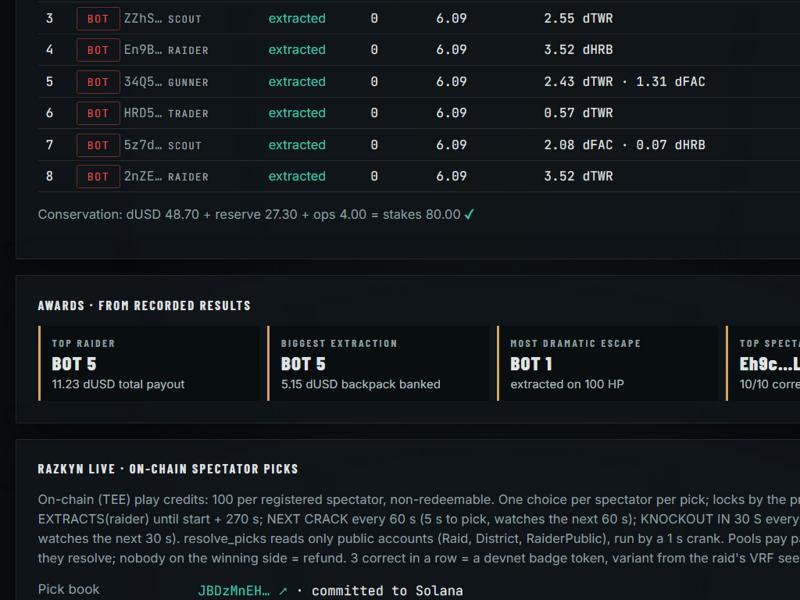 3 BOT ZZhS… SCOUT extracted 0 6.09 2.55 dTWR
4 BOT En9B… RAIDER extracted 0 6.09 3.52 dHRB
5 BOT 34Q5… GUNNER extracted 0 6.09 2.43 dTWR · 1.31 dFAC
6 BOT HRD5… TRADER extracted 0 6.09 0.57 dTWR
7 BOT 5z7d… SCOUT extracted 0 6.09 2.08 dFAC · 0.07 dHRB
8 BOT 2nZE… RAIDER extracted 0 6.09 3.52 dTWR
Conservation: dUSD 48.70 + reserve 27.30 + ops 4.00 = stakes 80.00 ✓
AWARDS · FROM RECORDED RESULTS
TOP RAIDER
BOT 5
11.23 dUSD total payout
BIGGEST EXTRACTION
BOT 5
5.15 dUSD backpack banked
MOST DRAMATIC ESCAPE
BOT 1
extracted on 100 HP
TOP SPECTA
Eh9c…L
10/10 corre
RAZKYN LIVE · ON-CHAIN SPECTATOR PICKS
On-chain (TEE) play credits: 100 per registered spectator, non-redeemable. One choice per spectator per pick; locks by the pr
EXTRACTS(raider) until start + 270 s; NEXT CRACK every 60 s (5 s to pick, watches the next 60 s); KNOCKOUT IN 30 S every
watches the next 30 s). resolve_picks reads only public accounts (Raid, District, RaiderPublic), run by a 1 s crank. Pools pay pa
they resolve; nobody on the winning side = refund. 3 correct in a row = a devnet badge token, variant from the raid's VRF see
Pick book JBDzMnEH… ↗ · committed to Solana